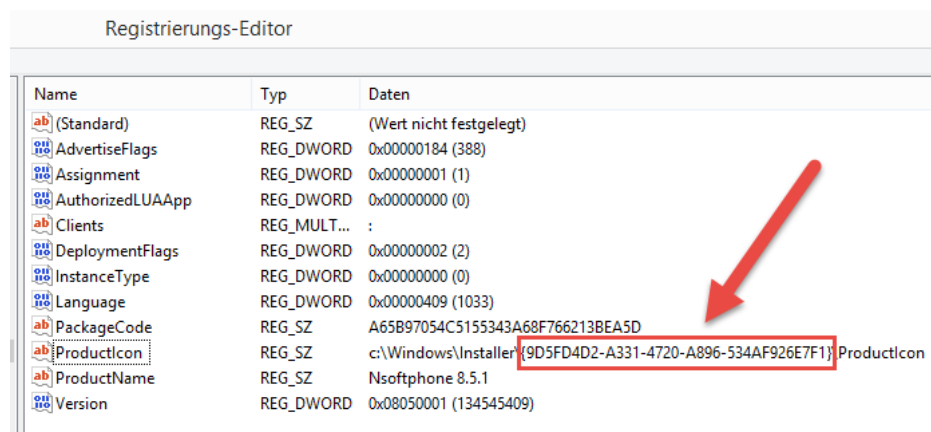 Registrierungs-Editor
Name Typ Daten
(Standard) REG_SZ (Wert nicht festgelegt)
AdvertiseFlags REG_DWORD 0x00000184 (388)
Assignment REG_DWORD 0x00000001 (1)
AuthorizedLUAApp REG_DWORD 0x00000000 (0)
Clients REG_MULT... :
DeploymentFlags REG_DWORD 0x00000002 (2)
InstanceType REG_DWORD 0x00000000 (0)
Language REG_DWORD 0x00000409 (1033)
PackageCode REG_SZ A65B97054C5155343A68F766213BEA5D
ProductIcon REG_SZ c:\Windows\Installer\{9D5FD4D2-A331-4720-A896-534AF926E7F1}\ProductIcon
ProductName REG_SZ Nsoftphone 8.5.1
Version REG_DWORD 0x08050001 (134545409)